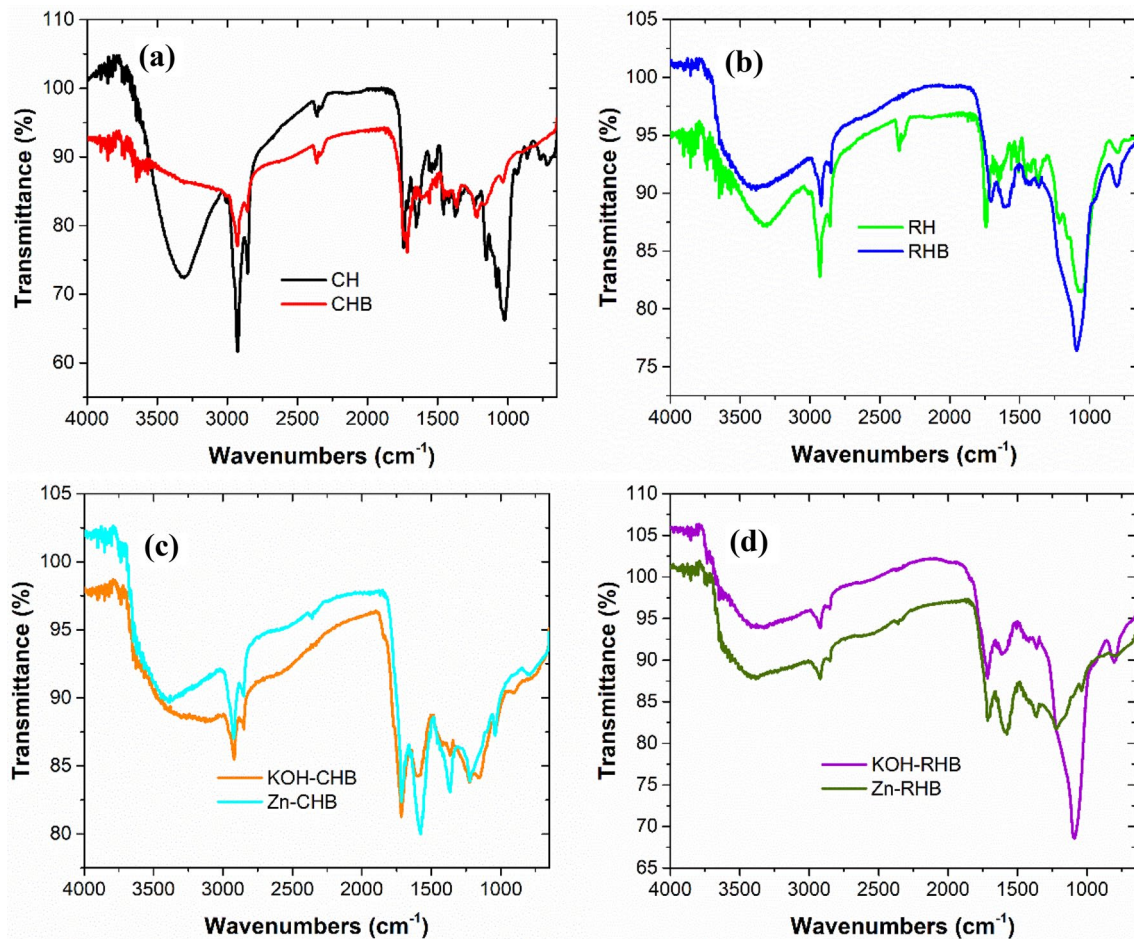 (a)
110
100
90
80
70
60
Transmittance (%)
CH
CHB
4000 3500 3000 2500 2000 1500 1000
Wavenumbers (cm⁻¹)
(b)
105
100
95
90
85
80
75
Transmittance (%)
RH
RHB
4000 3500 3000 2500 2000 1500 1000
Wavenumbers (cm⁻¹)
(c)
105
100
95
90
85
80
Transmittance (%)
KOH-CHB
Zn-CHB
4000 3500 3000 2500 2000 1500 1000
Wavenumbers (cm⁻¹)
(d)
110
105
100
95
90
85
80
75
70
65
Transmittance (%)
KOH-RHB
Zn-RHB
4000 3500 3000 2500 2000 1500 1000
Wavenumbers (cm⁻¹)